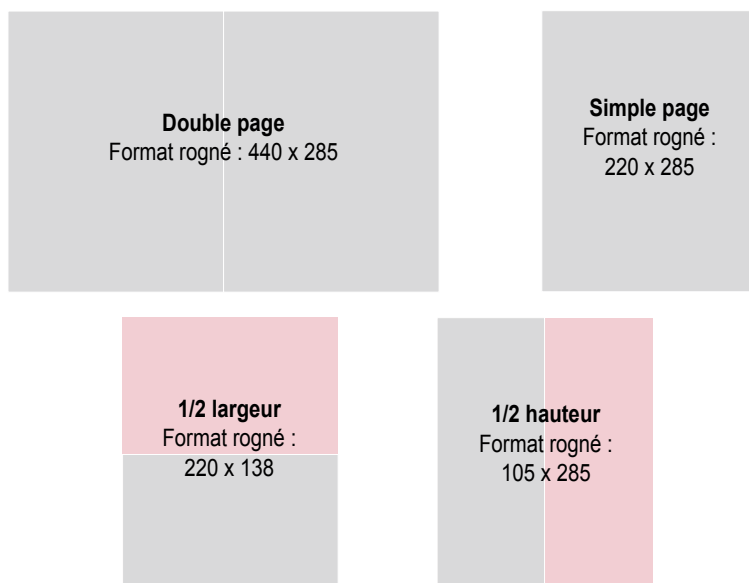 Double page
Format rogné : 440 x 285
Simple page
Format rogné :
220 x 285
1/2 largeur
Format rogné :
220 x 138
1/2 hauteur
Format rogné :
105 x 285